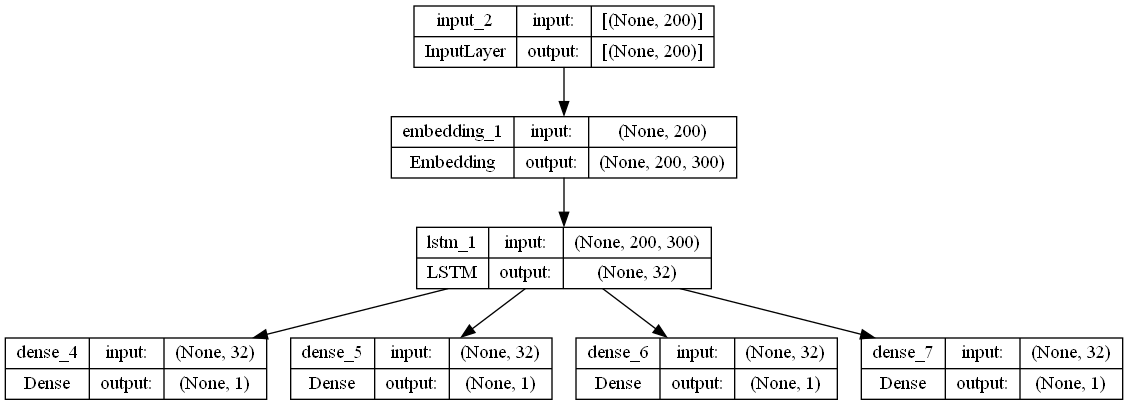 input_2 input: [(None, 200)]
InputLayer output: [(None, 200)]
embedding_1 input: (None, 200)
Embedding output: (None, 200, 300)
lstm_1 input: (None, 200, 300)
LSTM output: (None, 32)
dense_4 input: (None, 32)
Dense output: (None, 1)
dense_5 input: (None, 32)
Dense output: (None, 1)
dense_6 input: (None, 32)
Dense output: (None, 1)
dense_7 input: (None, 32)
Dense output: (None, 1)